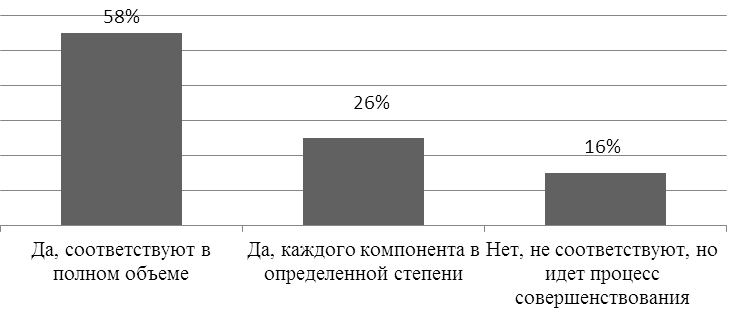 58%
26%
16%
Да, соответствуют в
полном объеме
Да, каждого компонента в
определенной степени
Нет, не соответствуют, но
идет процесс
совершенствования